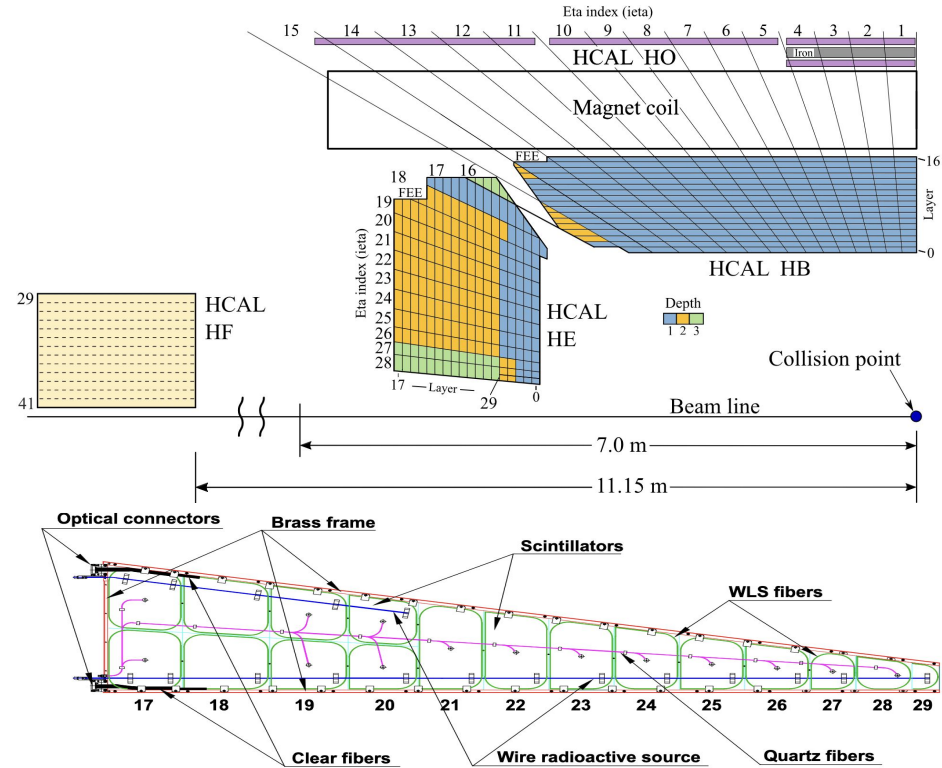 Eta index (ieta)
15 14 13 12 11 10 9 8 7 6 5 4 3 2 1
Iron
HCAL HO
Magnet coil
FEE
16
Layer
0
HCAL HB
18 17 16
FEE
19
20
21
22
23
24
25
26
27
28
Eta index (ieta)
17 Layer 29 0
HCAL
HE
Depth
1 2 3
29
41
HCAL
HF
Collision point
Beam line
7.0 m
11.15 m
Optical connectors
Brass frame
Scintillators
WLS fibers
17 18 19 20 21 22 23 24 25 26 27 28 29
Clear fibers
Wire radioactive source
Quartz fibers